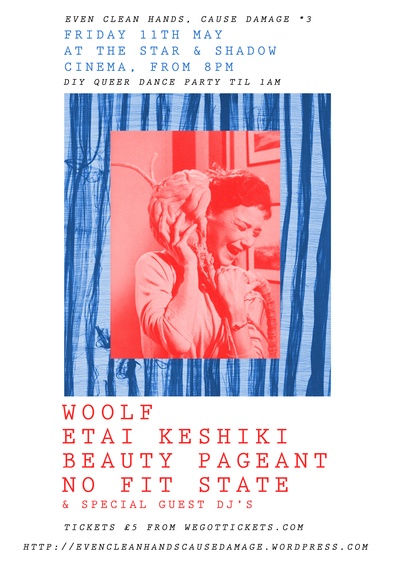 EVEN CLEAN HANDS, CAUSE DAMAGE *3
FRIDAY 11TH MAY
AT THE STAR & SHADOW
CINEMA, FROM 8PM
DIY QUEER DANCE PARTY TIL 1AM
WOOLF
ETAI KESHIKI
BEAUTY PAGEANT
NO FIT STATE
& SPECIAL GUEST DJ'S
TICKETS £5 FROM WEGOTTICKETS.COM
HTTP://EVENCLEANHANDSCAUSEDAMAGE.WORDPRESS.COM